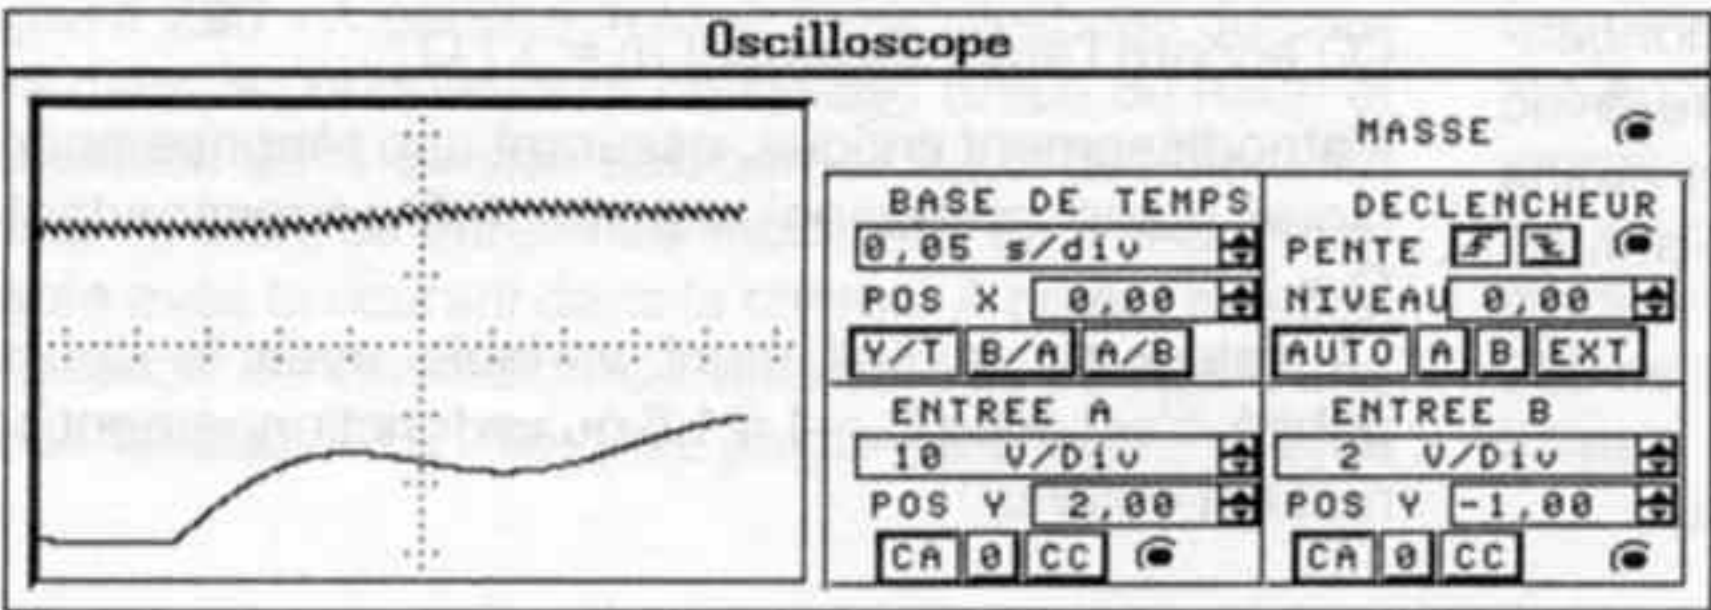 Oscilloscope
MASSE
BASE DE TEMPS
0,05 s/div
POS X 0,00
Y/T B/A A/B
DECLENCHEUR
PENTE
NIVEAU 0,00
AUTO A B EXT
ENTREE A
10 V/Div
POS Y 2,00
CA 0 CC
ENTREE B
2 V/Div
POS Y -1,00
CA 0 CC